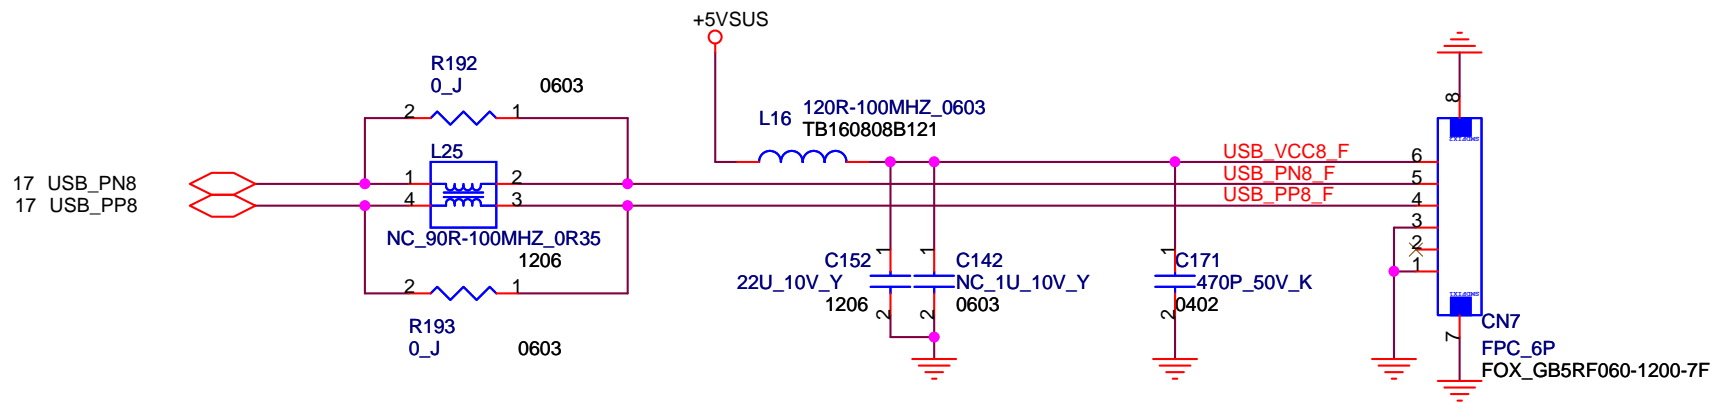 +5VSUS
R192
0_J 0603
2 1
L16 120R-100MHZ_0603
TB160808B121
8
L25
USB_VCC8_F 6
17 USB_PN8 1 2 USB_PN8_F 5
17 USB_PP8 4 3 USB_PP8_F 4
3
2
1
NC_90R-100MHZ_0R35
1206
2 1
R193
0_J 0603
1 1 1
C152 C142 C171
22U_10V_Y NC_1U_10V_Y 470P_50V_K
1206 0603 0402
2 2 2
7
CN7
FPC_6P
FOX_GB5RF060-1200-7F